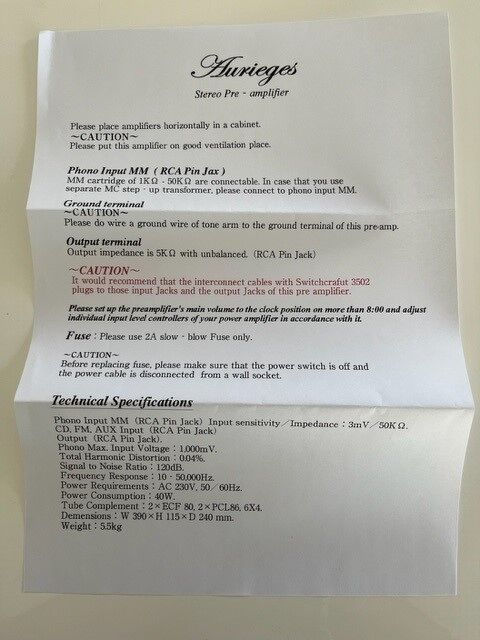 Aurieges
Stereo Pre - amplifier
Please place amplifiers horizontally in a cabinet.
~CAUTION~
Please put this amplifier on good ventilation place.
Phono Input MM ( RCA Pin Jax )
MM cartridge of 1KΩ - 50KΩ are connectable. In case that you use
separate MC step - up transformer, please connect to phono input MM.
Ground terminal
~CAUTION~
Please do wire a ground wire of tone arm to the ground terminal of this pre-amp.
Output terminal
Output impedance is 5KΩ with unbalanced. (RCA Pin Jack)
~CAUTION~
It would recommend that the interconnect cables with Switchcrafut 3502
plugs to those input Jacks and the output Jacks of this pre amplifier.
Please set up the preamplifier's main volume to the clock position on more than 8:00 and adjust
individual input level controllers of your power amplifier in accordance with it.
Fuse : Please use 2A slow - blow Fuse only.
~CAUTION~
Before replacing fuse, please make sure that the power switch is off and
the power cable is disconnected from a wall socket.
Technical Specifications
Phono Input MM (RCA Pin Jack) Input sensitivity／Impedance : 3mV／50KΩ.
CD, FM, AUX Input (RCA Pin Jack)
Output (RCA Pin Jack).
Phono Max. Input Voltage : 1,000mV.
Total Harmonic Distortion : 0.04%.
Signal to Noise Ratio : 120dB.
Frequency Response : 10 - 50,000Hz.
Power Requirements : AC 230V, 50／60Hz.
Power Consumption : 40W.
Tube Complement : 2×ECF 80, 2×PCL86, 6X4.
Demensions : W 390×H 115×D 240 mm.
Weight : 5.5kg